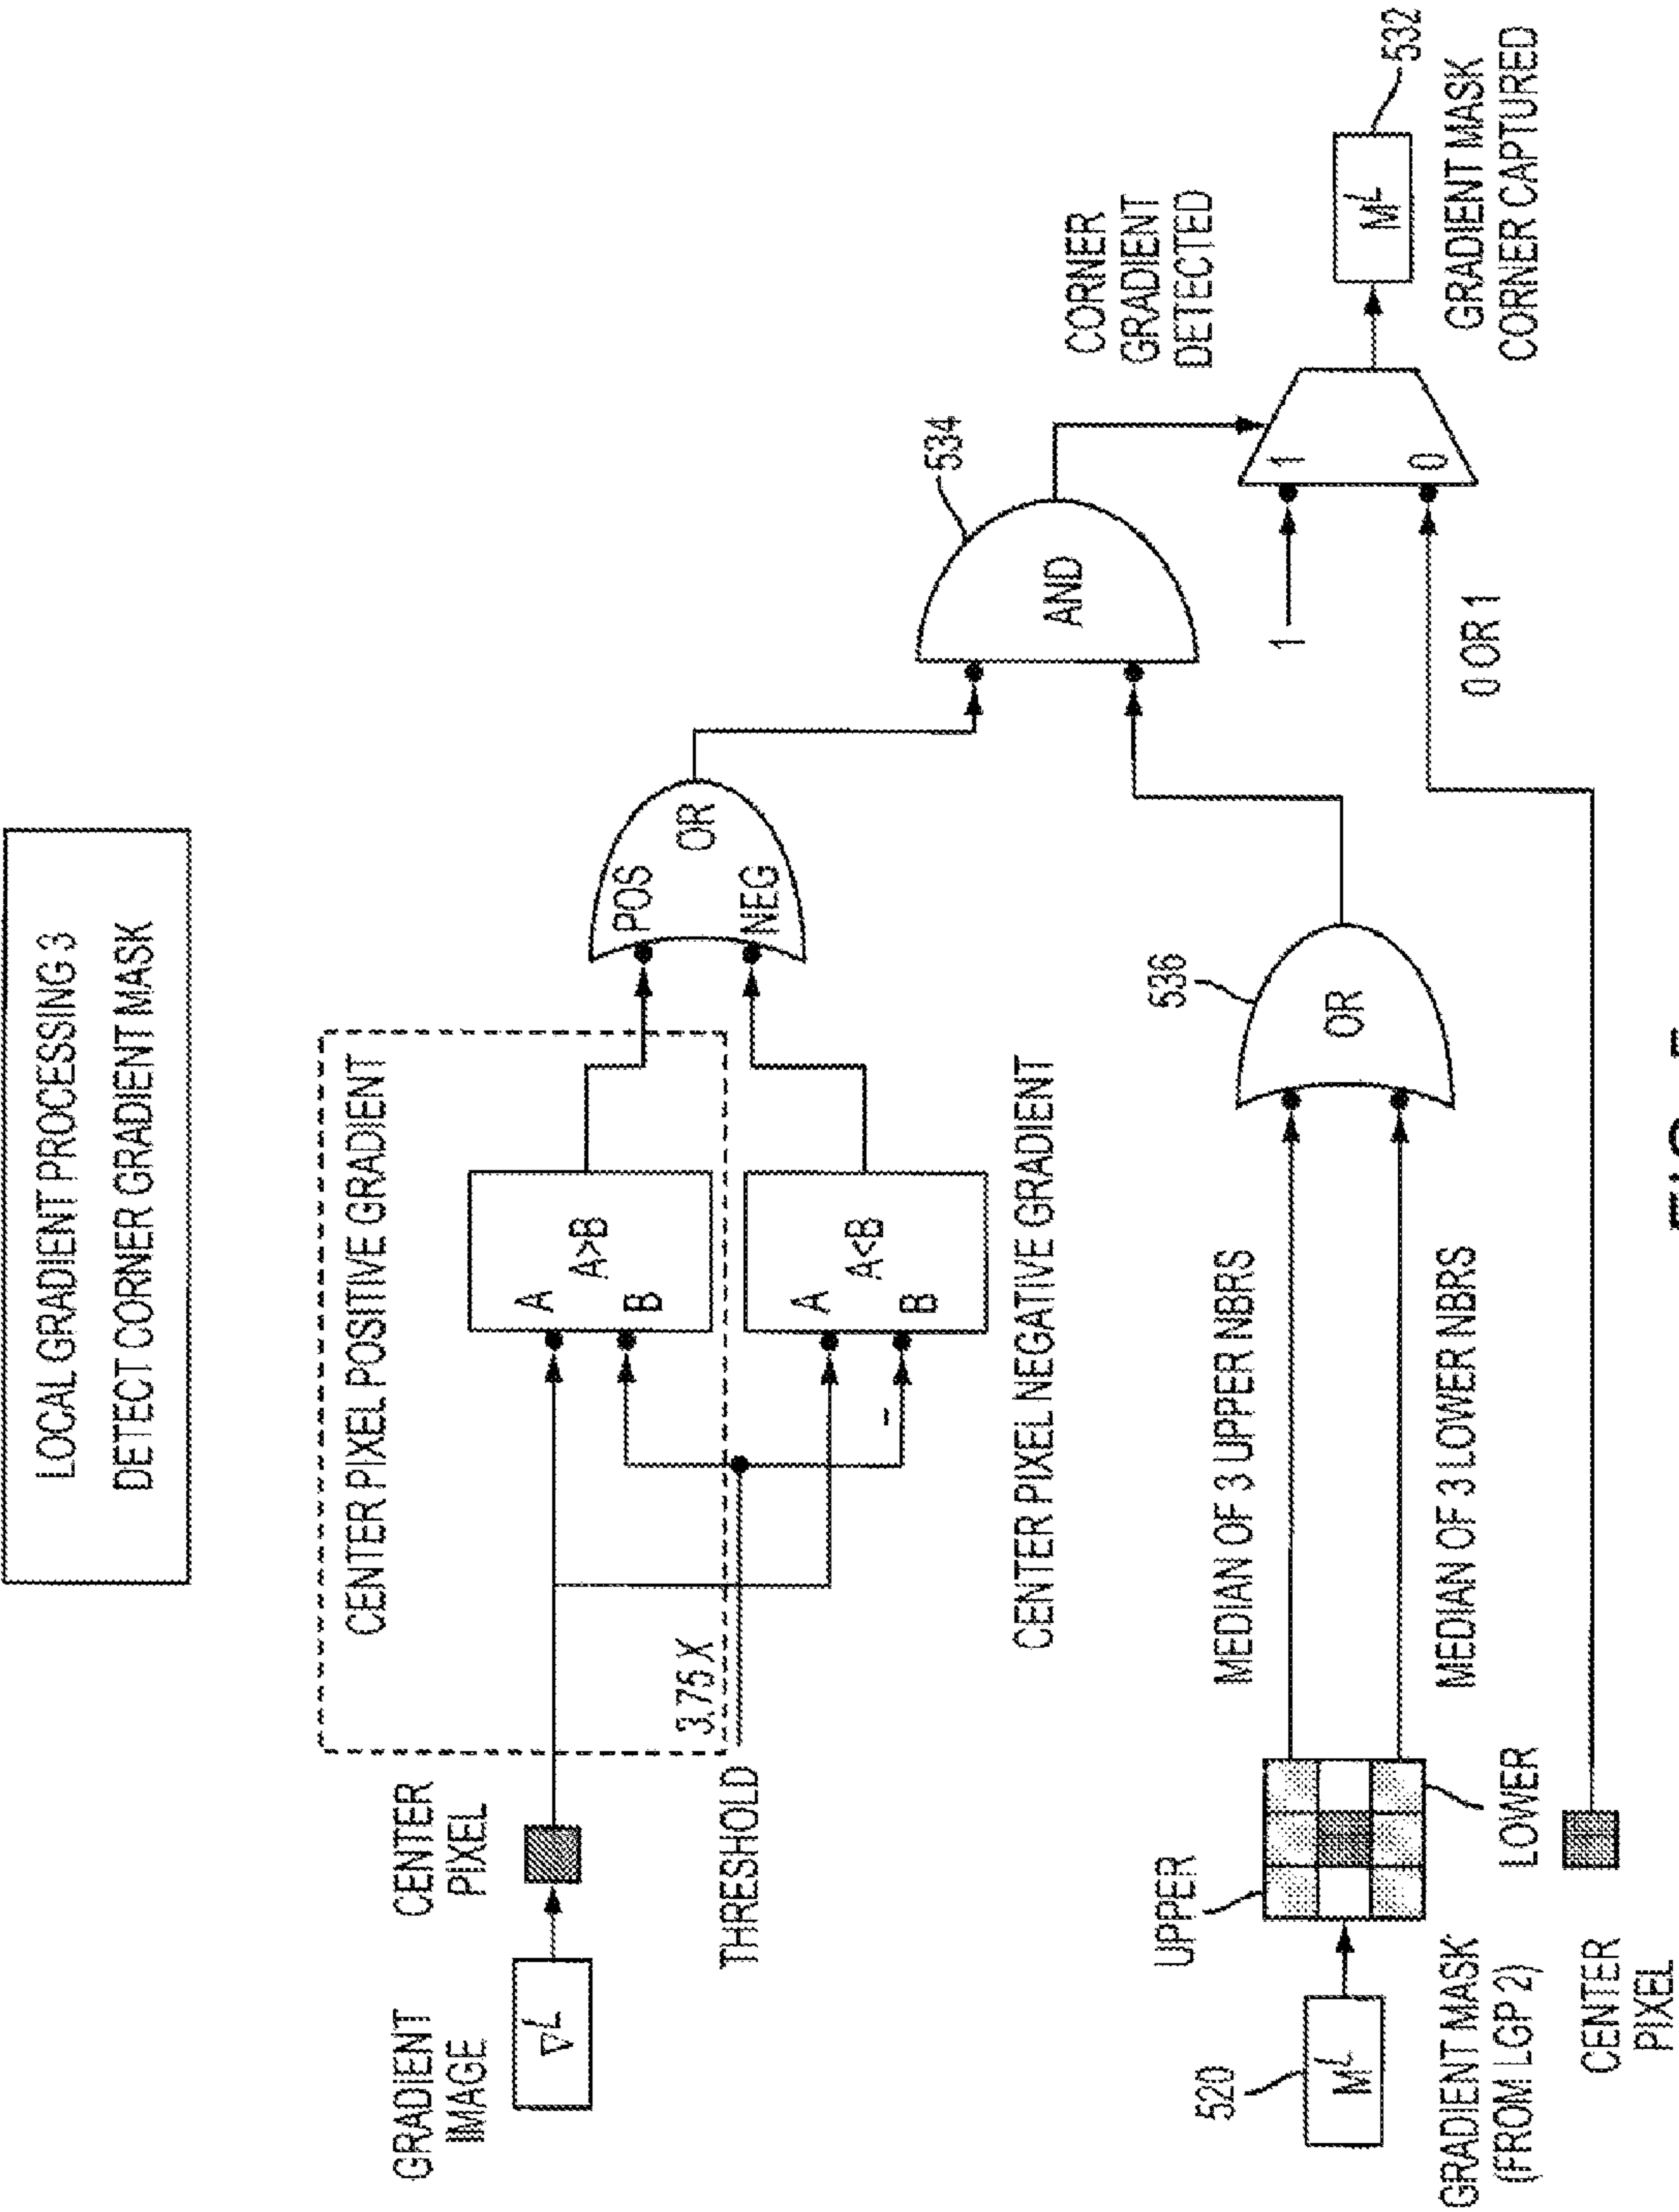 LOCAL GRADIENT PROCESSING 3
DETECT CORNER GRADIENT MASK
GRADIENT
IMAGE
∇L
CENTER
PIXEL
CENTER PIXEL POSITIVE GRADIENT
3.75 X
THRESHOLD
A
B
A>B
A
B
A<B
-
CENTER PIXEL NEGATIVE GRADIENT
POS
NEG
OR
534
AND
CORNER
GRADIENT
DETECTED
520
ML
GRADIENT MASK
(FROM LGP 2)
UPPER
LOWER
MEDIAN OF 3 UPPER NBRS
MEDIAN OF 3 LOWER NBRS
536
OR
1
1
0
0 OR 1
CENTER
PIXEL
ML
532
GRADIENT MASK
CORNER CAPTURED